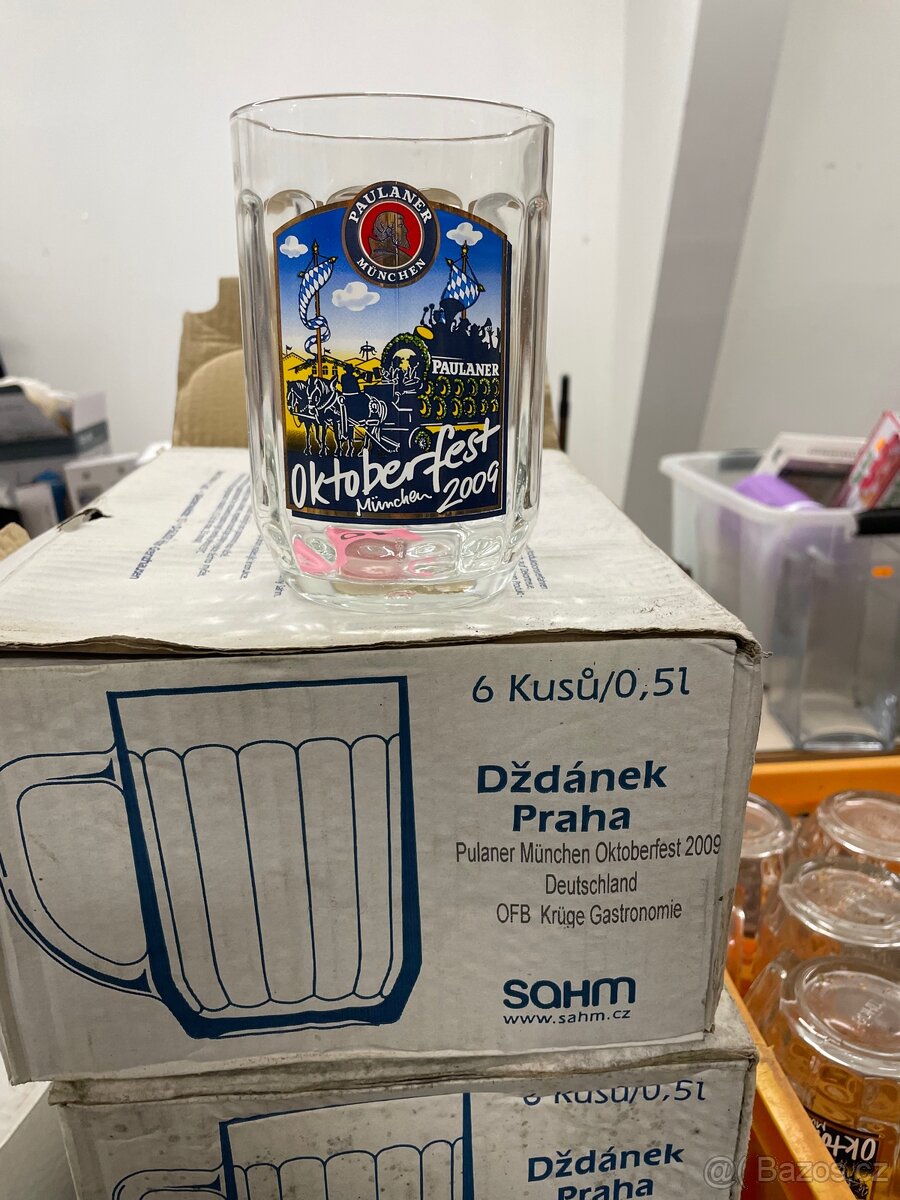 PAULANER
MÜNCHEN
PAULANER
Oktoberfest
München 2009
6 Kusů/0,5l
Dždánek
Praha
Pulaner München Oktoberfest 2009
Deutschland
OFB Krüge Gastronomie
SAHM
www.sahm.cz
6 Kusů/0,5l
Dždánek
Praha
Bazos.cz